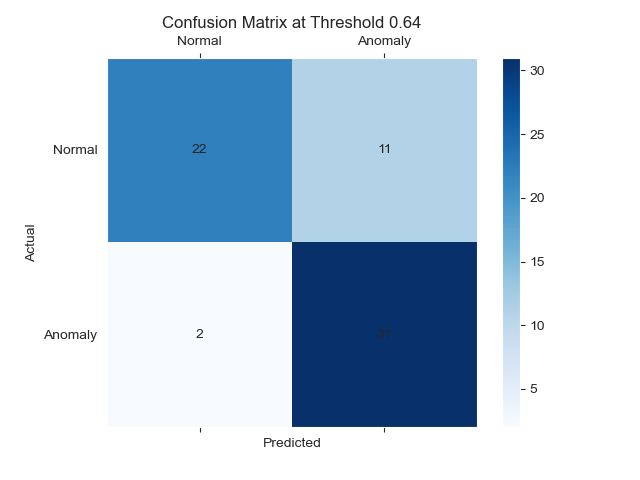 Confusion Matrix at Threshold 0.64
Normal Anomaly
Normal 22 11
Anomaly 2 31
Actual
Predicted
30
25
20
15
10
5